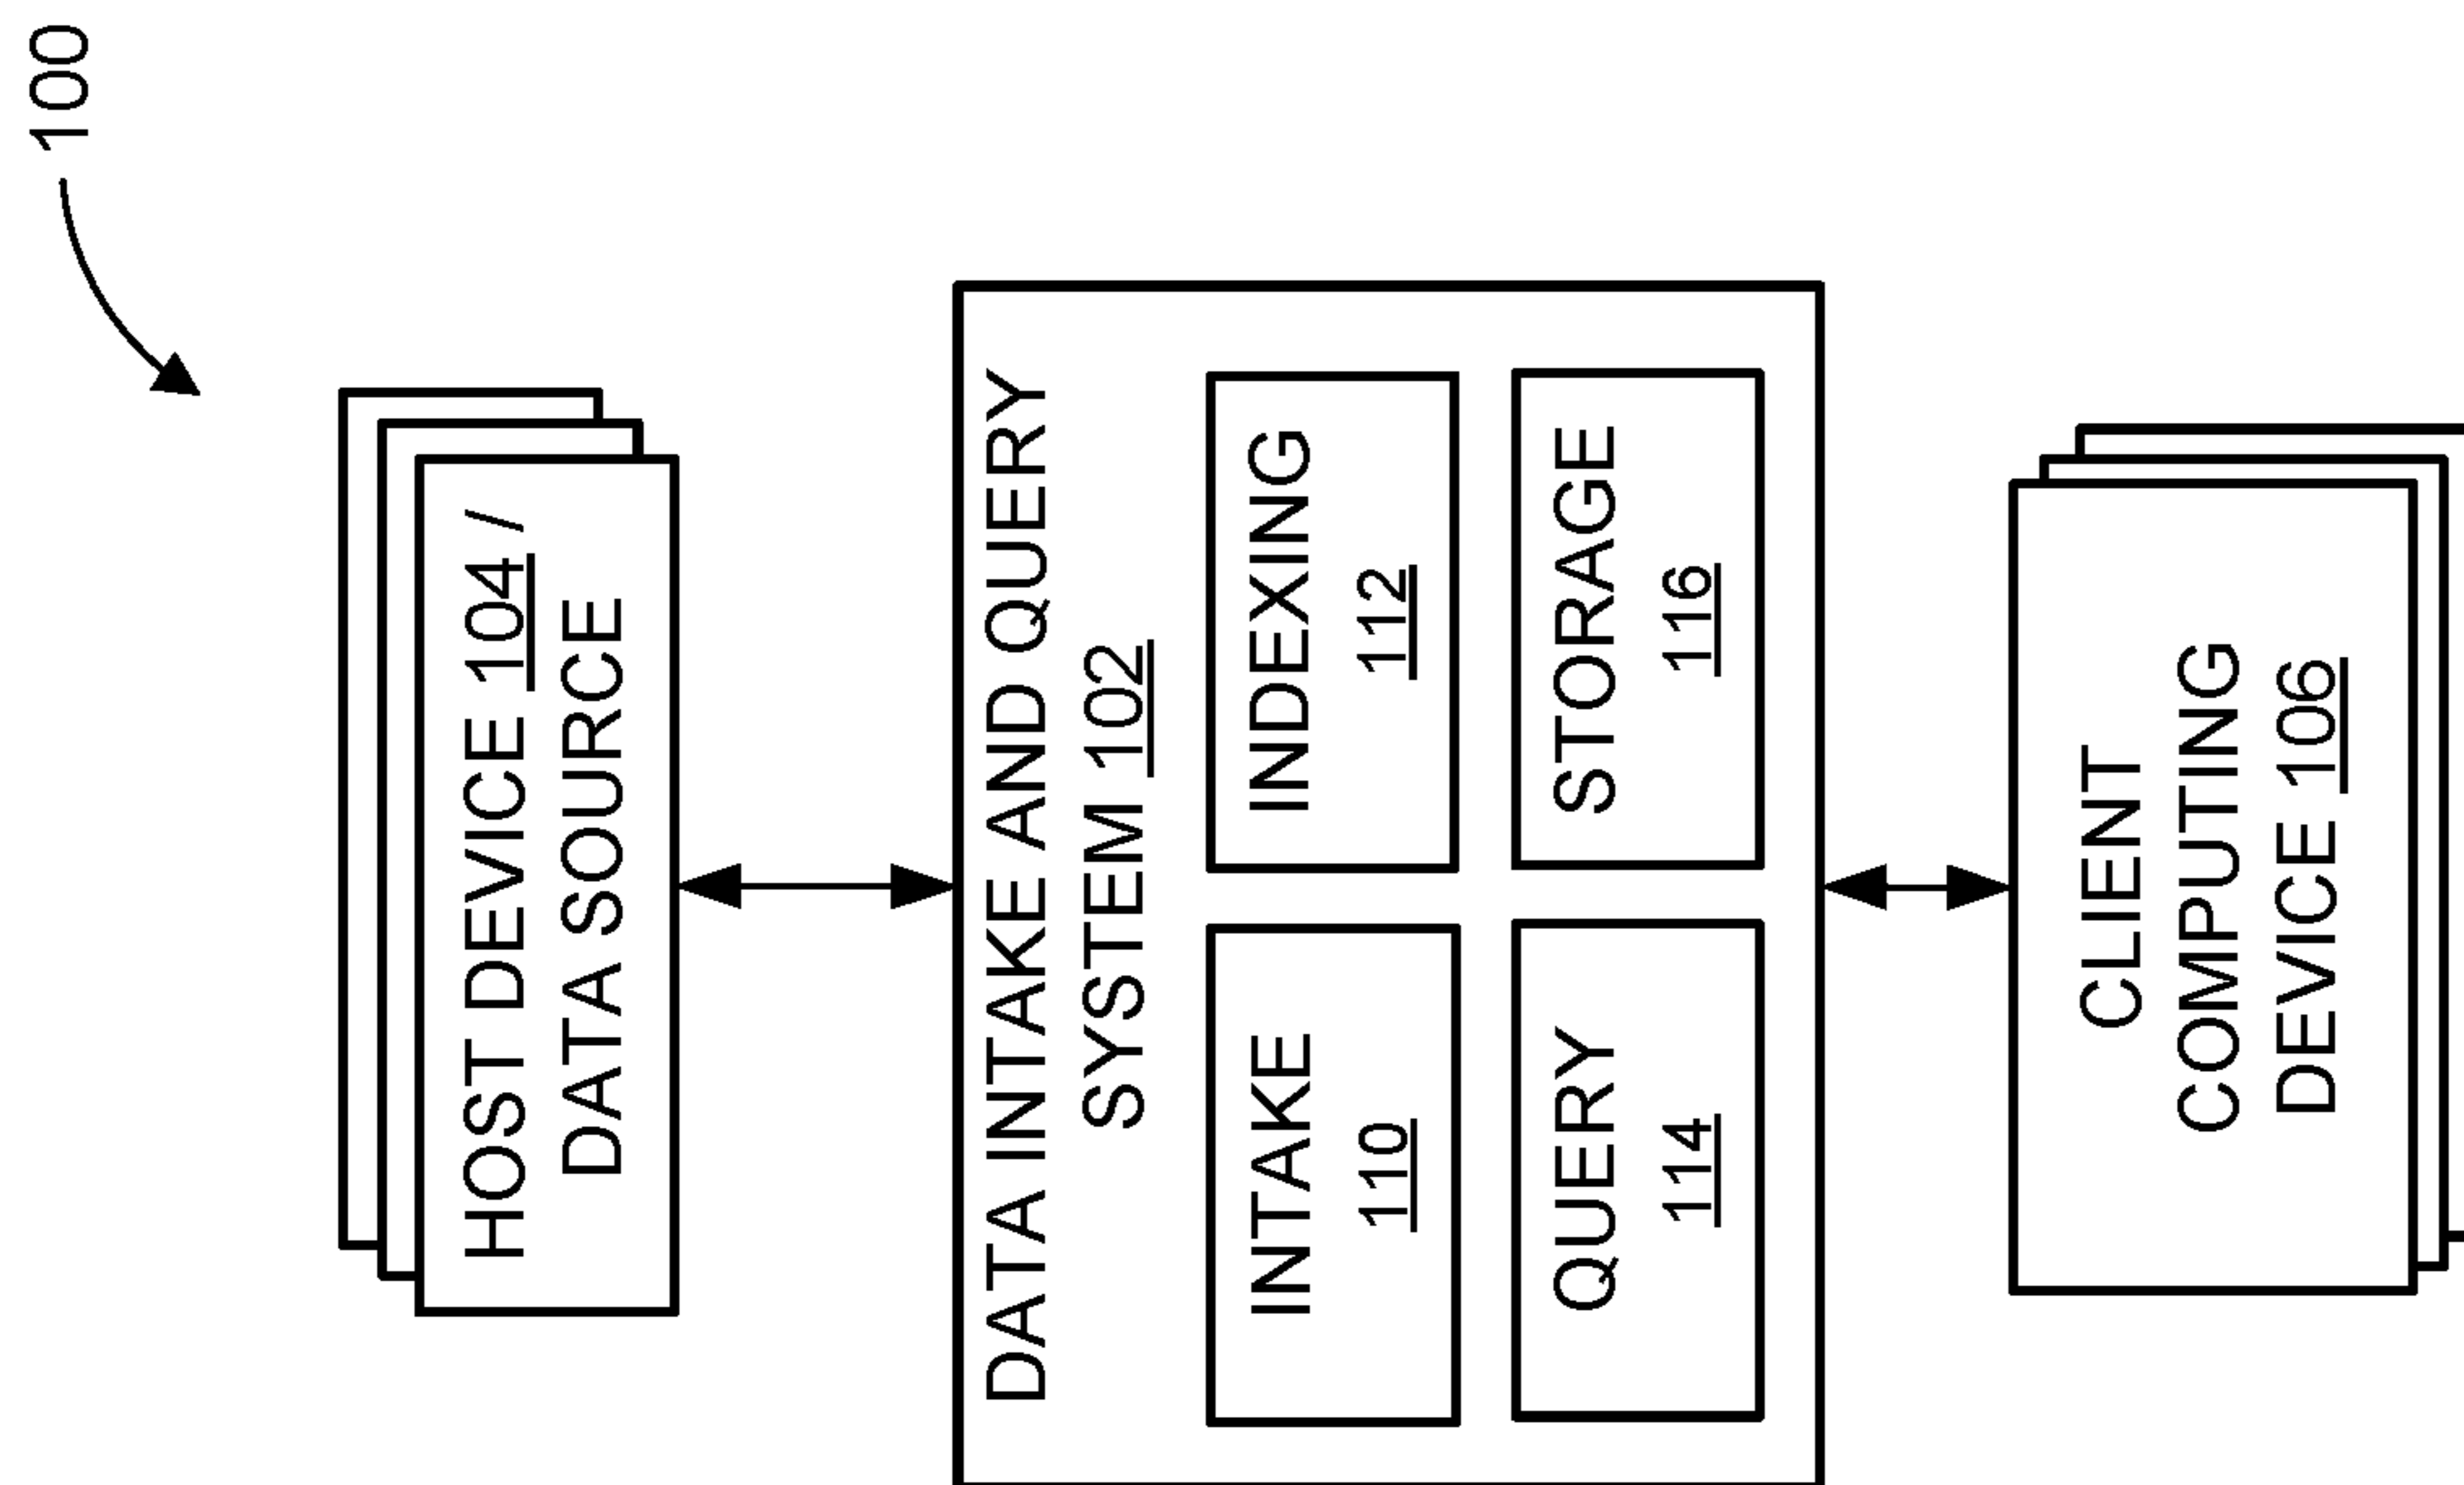 100
HOST DEVICE 104 /
DATA SOURCE
DATA INTAKE AND QUERY
SYSTEM 102
INTAKE
110
INDEXING
112
QUERY
114
STORAGE
116
CLIENT
COMPUTING
DEVICE 106